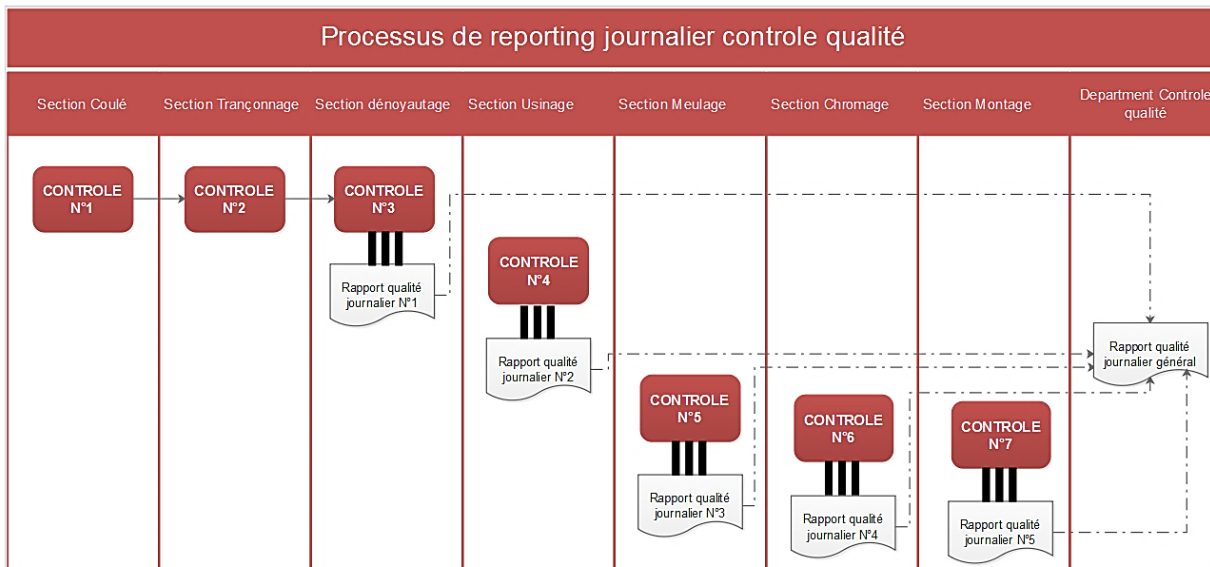 Processus de reporting journalier controle qualité
Section Coulé
Section Trançonnage
Section dénoyautage
Section Usinage
Section Meulage
Section Chromage
Section Montage
Department Controle
qualité
CONTROLE
N°1
CONTROLE
N°2
CONTROLE
N°3
Rapport qualité
journalier N°1
CONTROLE
N°4
Rapport qualité
journalier N°2
CONTROLE
N°5
Rapport qualité
journalier N°3
CONTROLE
N°6
Rapport qualité
journalier N°4
CONTROLE
N°7
Rapport qualité
journalier N°5
Rapport qualité
journalier général